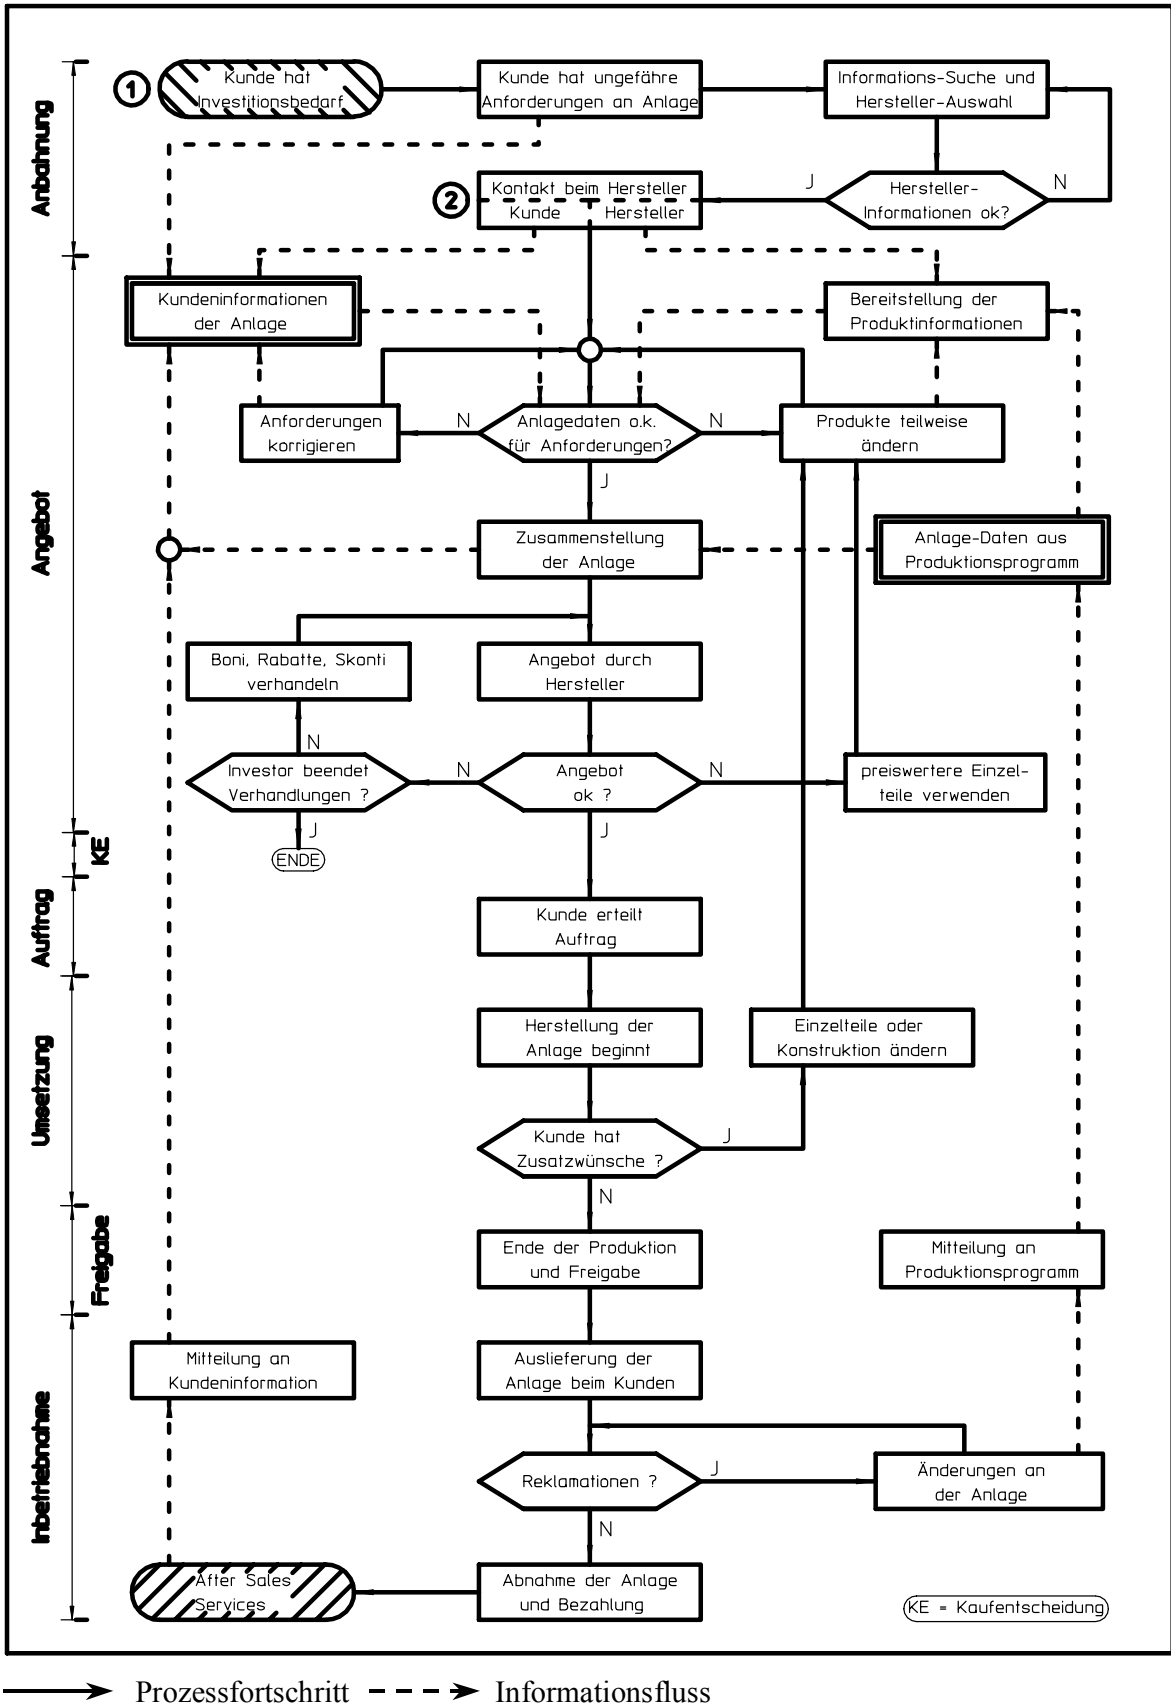 1
Kunde hat
Investitionsbedarf
Kunde hat ungefähre
Anforderungen an Anlage
Informations-Suche und
Hersteller-Auswahl
Anbahnung
2
Kontakt beim Hersteller
Kunde
Hersteller
J
Hersteller-
Informationen ok?
N
Kundeninformationen
der Anlage
Bereitstellung der
Produktinformationen
Angebot
Anforderungen
korrigieren
N
Anlagedaten o.k.
für Anforderungen?
N
Produkte teilweise
ändern
J
Zusammenstellung
der Anlage
Anlage-Daten aus
Produktionsprogramm
Boni, Rabatte, Skonti
verhandeln
Angebot durch
Hersteller
N
Investor beendet
Verhandlungen ?
N
Angebot
ok ?
N
preiswertere Einzel-
teile verwenden
J
J
KE
ENDE
Auftrag
Kunde erteilt
Auftrag
Umsetzung
Herstellung der
Anlage beginnt
Einzelteile oder
Konstruktion ändern
Kunde hat
Zusatzwünsche ?
J
N
Freigabe
Ende der Produktion
und Freigabe
Mitteilung an
Produktionsprogramm
Inbetriebnahme
Mitteilung an
Kundeninformation
Auslieferung der
Anlage beim Kunden
Reklamationen ?
J
Änderungen an
der Anlage
N
After Sales
Services
Abnahme der Anlage
und Bezahlung
KE = Kaufentscheidung
Prozessfortschritt
Informationsfluss